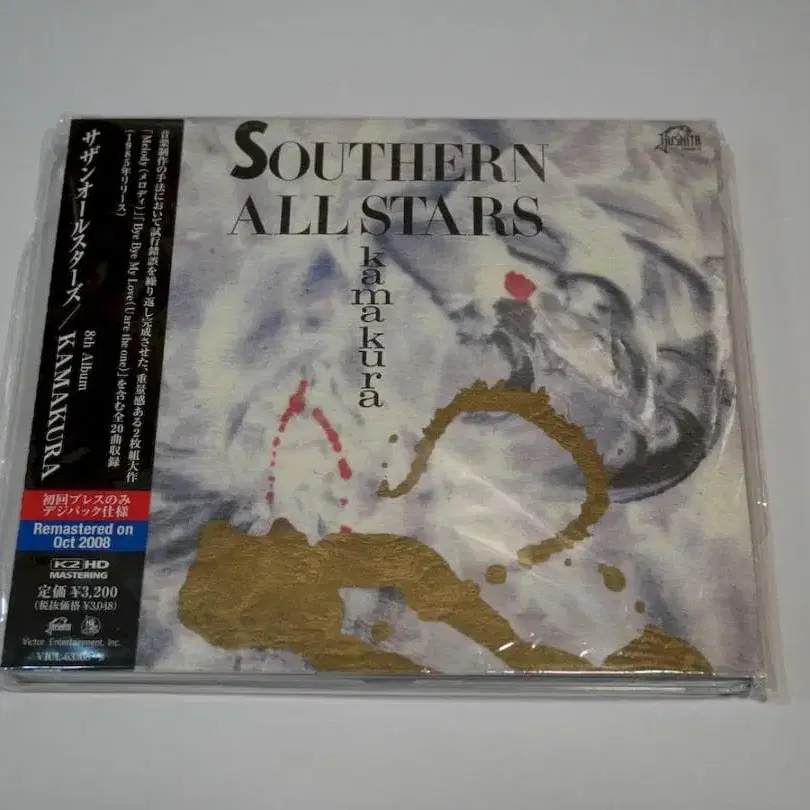 音楽制作の手法において試行錯誤を繰り返し完成させた、重量感ある2枚組大作
「Melody (メロディ)」「Bye Bye My Love (U are the one)」を含む全20曲収録
(1985年リリース)
サザンオールスターズ/KAMAKURA
8th Album
初回プレスのみ
デジパック仕様
Remastered on
Oct 2008
K2 HD
MASTERING
定価 ¥3,200
(税抜価格 ¥3,048)
Victor Entertainment, Inc.
SOUTHERN
ALL STARS
kamakura